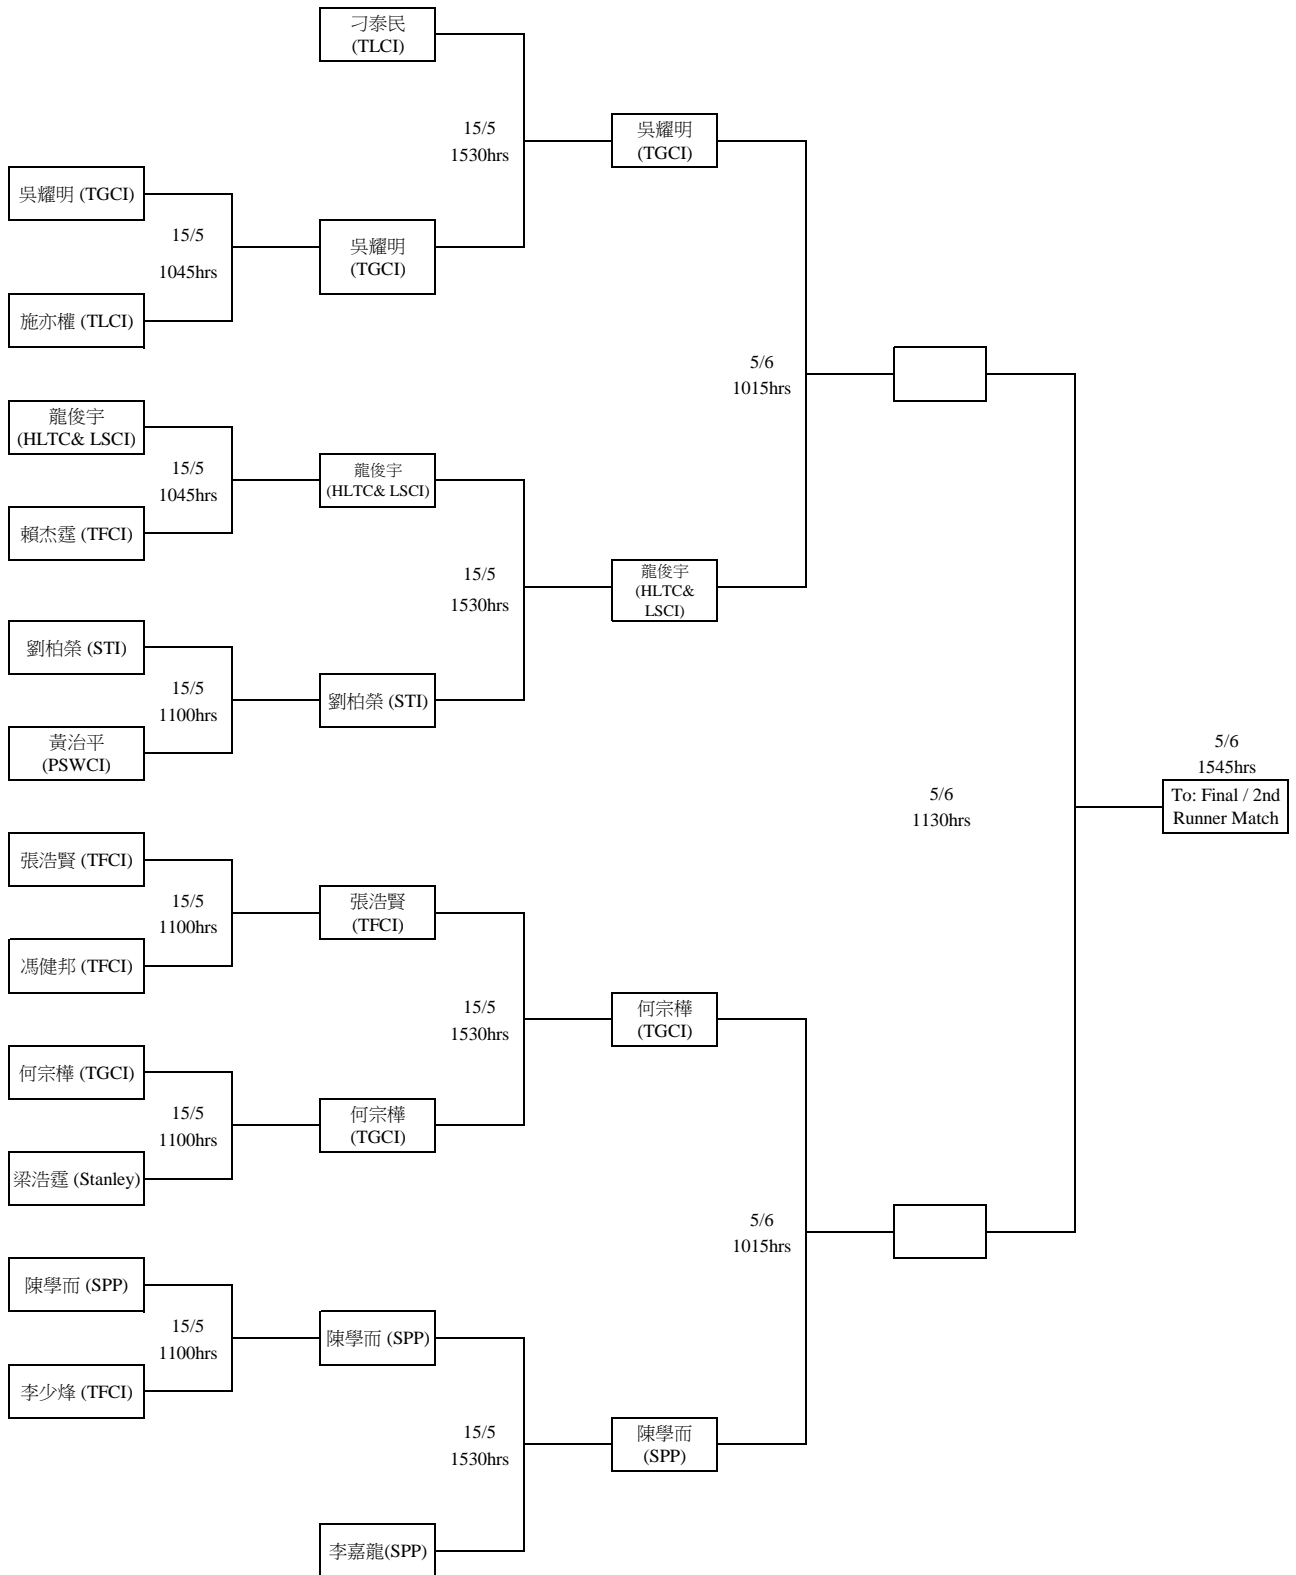 刁泰民
(TLCI)
15/5
1530hrs
吳耀明
(TGCI)
吳耀明 (TGCI)
15/5
1045hrs
吳耀明
(TGCI)
施亦權 (TLCI)
5/6
1015hrs
龍俊宇
(HLTC& LSCI)
15/5
1045hrs
龍俊宇
(HLTC& LSCI)
賴杰霆 (TFCI)
15/5
1530hrs
龍俊宇
(HLTC&
LSCI)
劉柏榮 (STI)
15/5
1100hrs
劉柏榮 (STI)
黃治平
(PSWCI)
5/6
1545hrs
To: Final / 2nd
Runner Match
5/6
1130hrs
張浩賢 (TFCI)
15/5
1100hrs
張浩賢
(TFCI)
馮健邦 (TFCI)
15/5
1530hrs
何宗樺
(TGCI)
何宗樺 (TGCI)
15/5
1100hrs
何宗樺
(TGCI)
梁浩霆 (Stanley)
5/6
1015hrs
陳學而 (SPP)
15/5
1100hrs
陳學而 (SPP)
李少烽 (TFCI)
15/5
1530hrs
陳學而
(SPP)
李嘉龍(SPP)